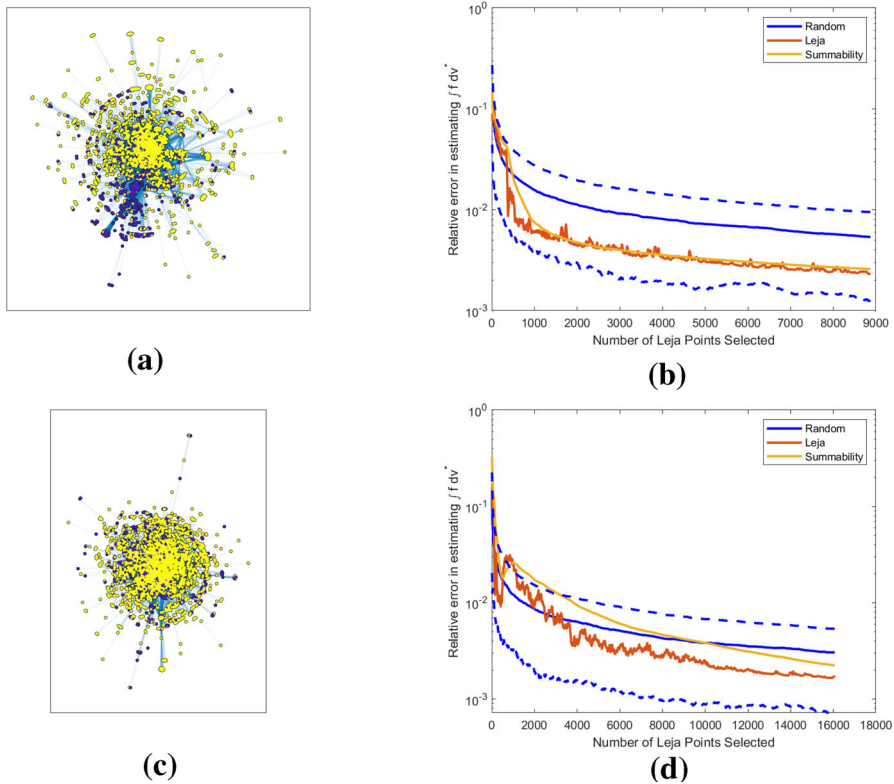 10^0
10^-1
10^-2
10^-3
Relative error in estimating ∫ f dν*
Random
Leja
Summability
0 1000 2000 3000 4000 5000 6000 7000 8000 9000
Number of Leja Points Selected
(a)
(b)
10^0
10^-1
10^-2
10^-3
Relative error in estimating ∫ f dν*
Random
Leja
Summability
0 2000 4000 6000 8000 10000 12000 14000 16000 18000
Number of Leja Points Selected
(c)
(d)